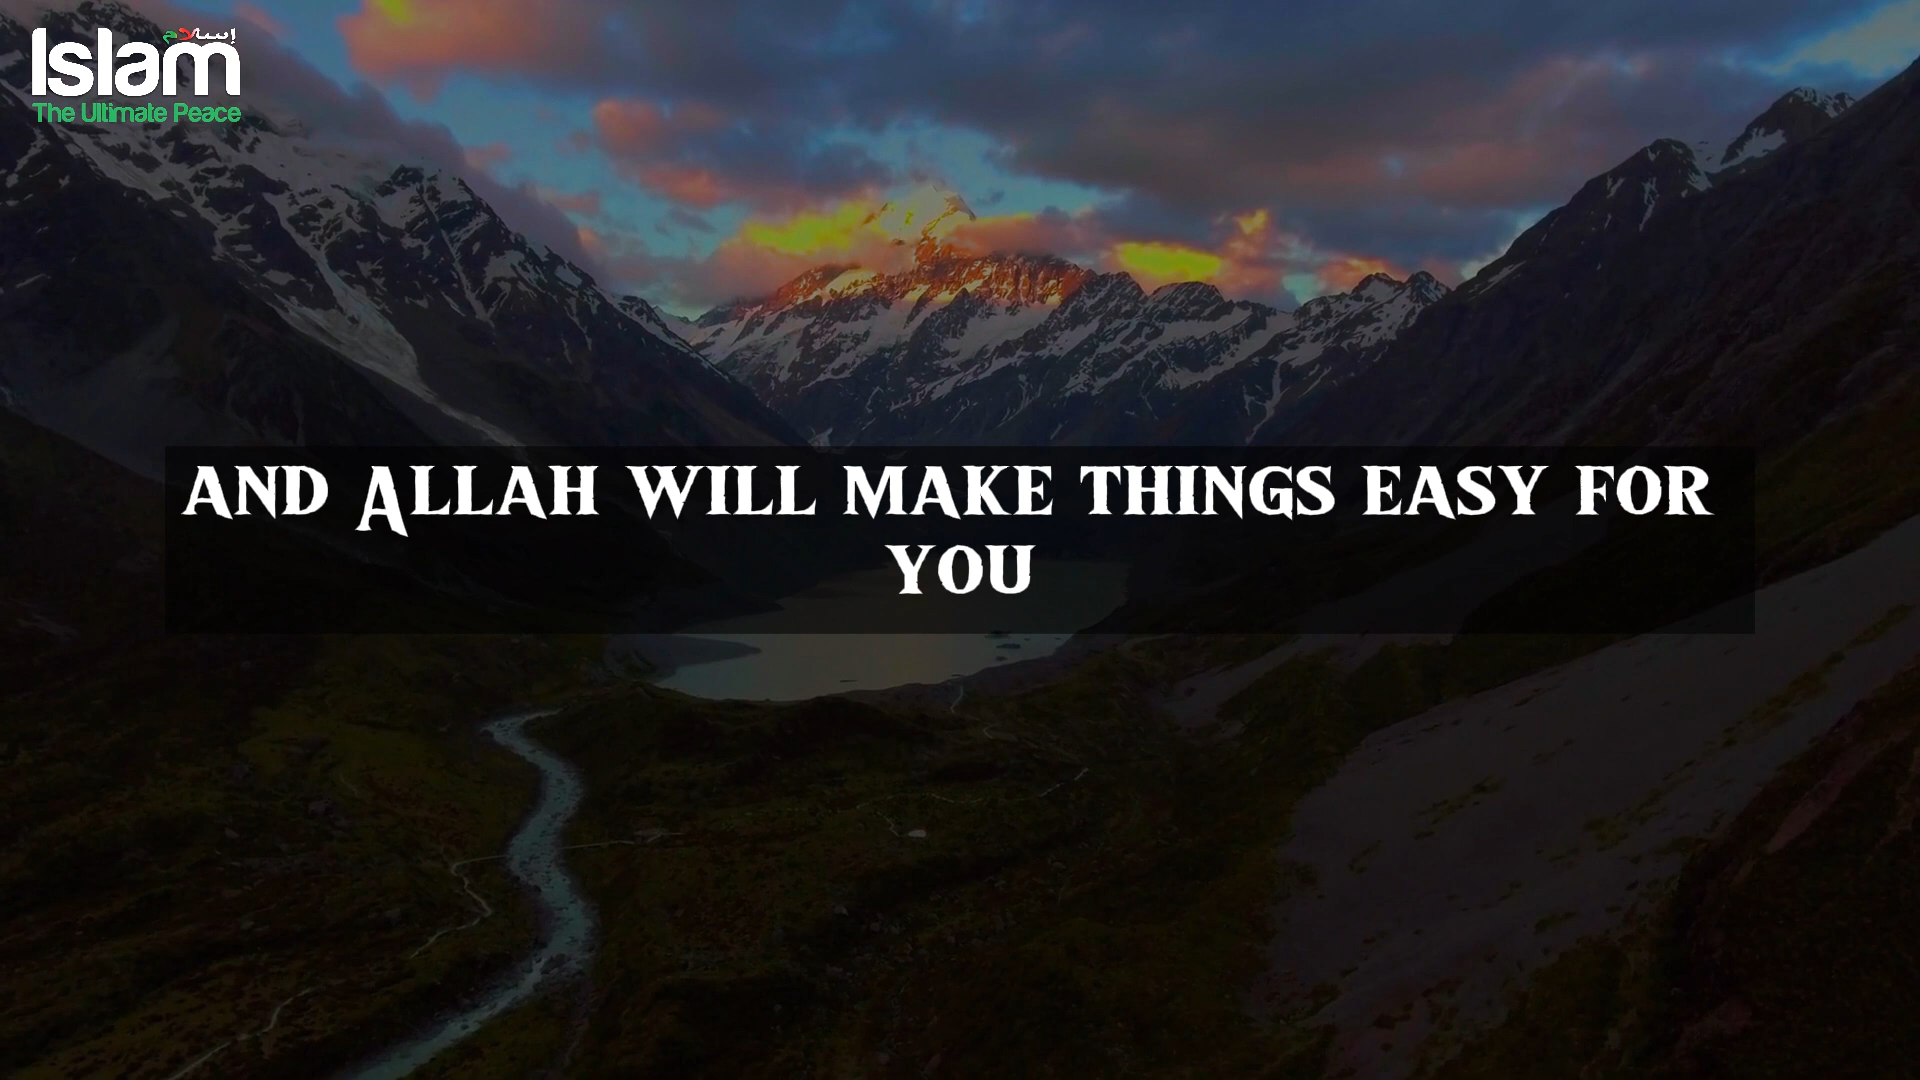 إسلام
Islam
The Ultimate Peace
AND ALLAH WILL MAKE THINGS EASY FOR
YOU